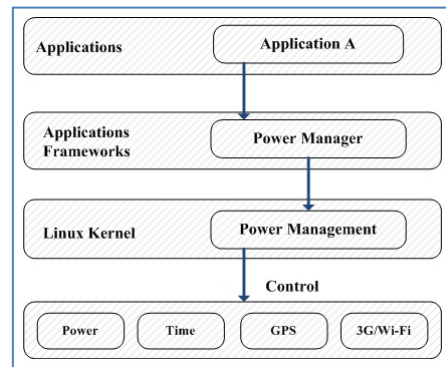 Applications
Application A
Applications
Frameworks
Power Manager
Linux Kernel
Power Management
Control
Power
Time
GPS
3G/Wi-Fi